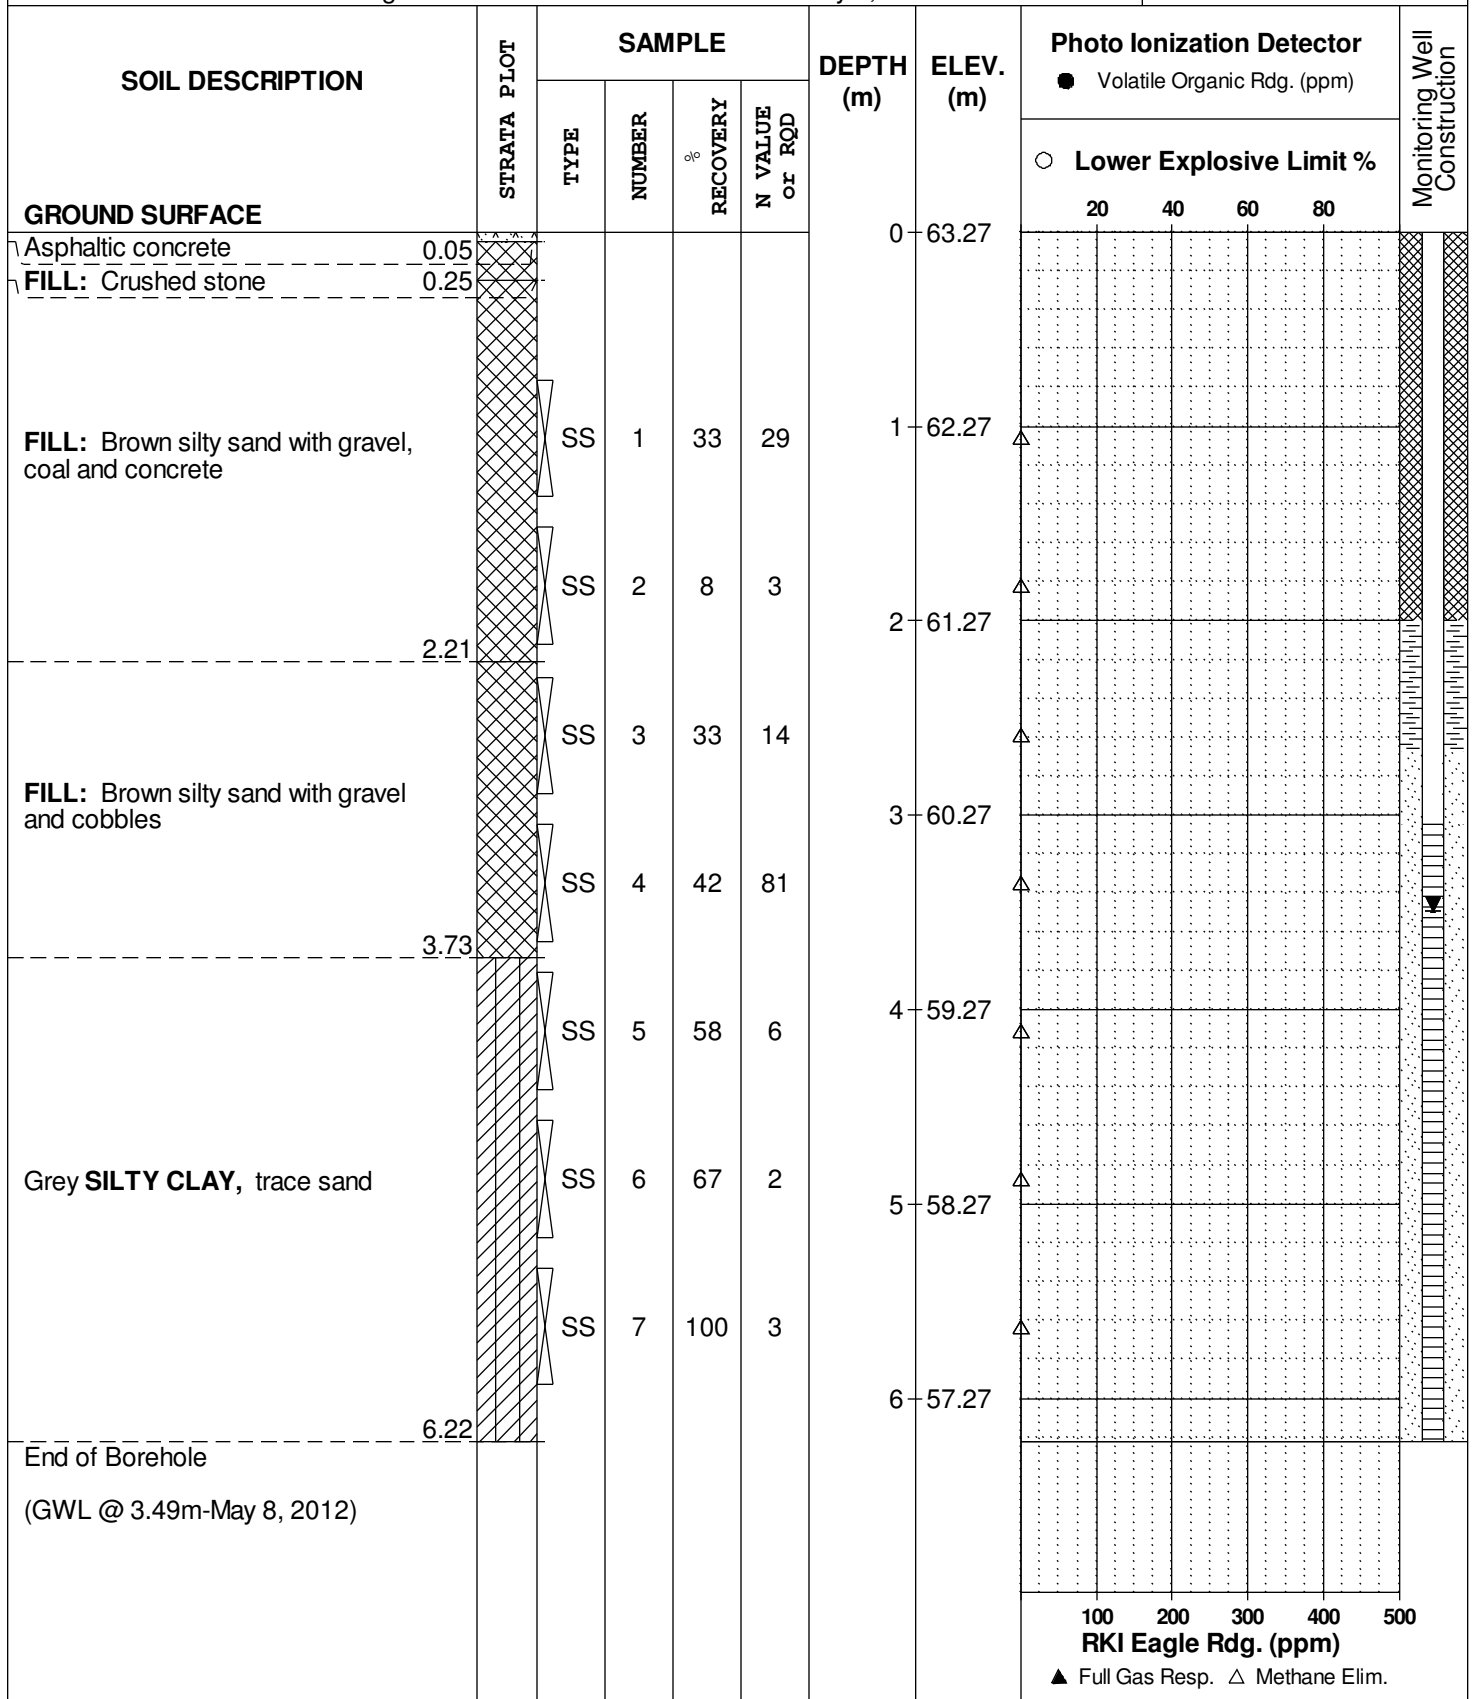 SOIL DESCRIPTION
GROUND SURFACE
STRATA PLOT
SAMPLE
TYPE
NUMBER
% RECOVERY
N VALUE or RQD
DEPTH (m)
ELEV. (m)
Photo Ionization Detector
● Volatile Organic Rdg. (ppm)
○ Lower Explosive Limit %
20 40 60 80
Monitoring Well Construction
0 63.27
Asphaltic concrete 0.05
FILL: Crushed stone 0.25
1 62.27
FILL: Brown silty sand with gravel,
coal and concrete
SS 1 33 29
SS 2 8 3
2 61.27
2.21
SS 3 33 14
FILL: Brown silty sand with gravel
and cobbles
3 60.27
SS 4 42 81
3.73
4 59.27
SS 5 58 6
Grey SILTY CLAY, trace sand
SS 6 67 2
5 58.27
SS 7 100 3
6 57.27
6.22
End of Borehole
(GWL @ 3.49m-May 8, 2012)
100 200 300 400 500
RKI Eagle Rdg. (ppm)
▲ Full Gas Resp. △ Methane Elim.